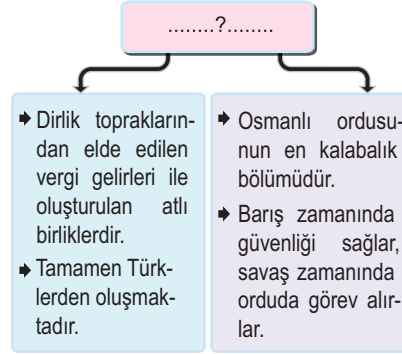 ........?........
Dirlik toprakların-
dan elde edilen
vergi gelirleri ile
oluşturulan atlı
birliklerdir.
Tamamen Türk-
lerden oluşmak-
tadır.
Osmanlı ordusu-
nun en kalabalık
bölümüdür.
Barış zamanında
güvenliği sağlar,
savaş zamanında
orduda görev alır-
lar.